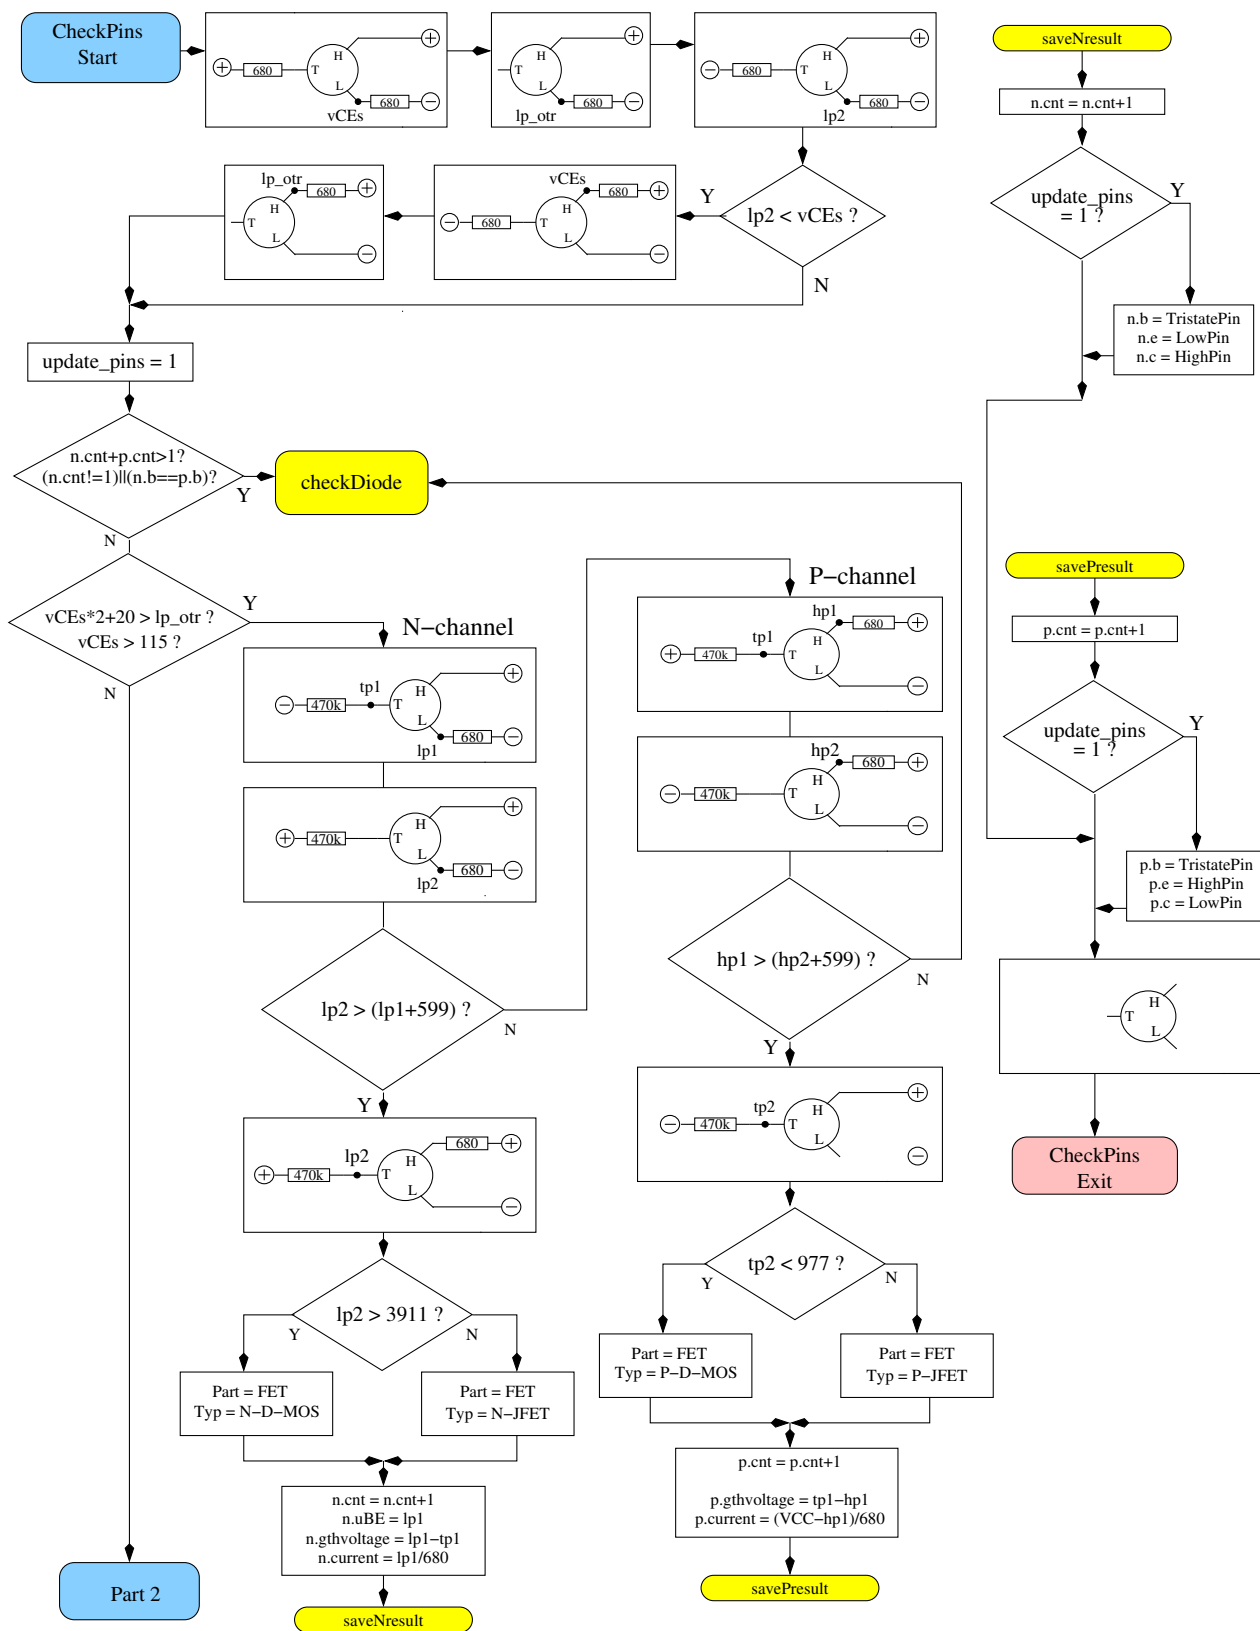 CheckPins
Start
H
T
L
+
680
+
680
−
vCEs
H
T
L
+
680
−
lp_otr
H
T
L
+
−
680
680
−
lp2
saveNresult
n.cnt = n.cnt+1
update_pins
= 1 ?
Y
n.b = TristatePin
n.e = LowPin
n.c = HighPin
lp_otr
680
+
T
H
L
−
vCEs
680
+
−
680
T
H
L
−
Y
lp2 < vCEs ?
N
update_pins = 1
n.cnt+p.cnt>1?
(n.cnt!=1)||(n.b==p.b)?
Y
N
checkDiode
vCEs*2+20 > lp_otr ?
vCEs > 115 ?
Y
N
N−channel
tp1
H
+
−
470k
T
L
680
−
lp1
H
+
+
470k
T
L
680
−
lp2
lp2 > (lp1+599) ?
N
Y
680
+
lp2
H
+
470k
T
L
−
lp2 > 3911 ?
Y
N
Part = FET
Typ = N−D−MOS
Part = FET
Typ = N−JFET
n.cnt = n.cnt+1
n.uBE = lp1
n.gthvoltage = lp1−tp1
n.current = lp1/680
saveNresult
Part 2
P−channel
hp1
680
+
tp1
H
+
470k
T
L
−
hp2
680
+
H
−
470k
T
L
−
hp1 > (hp2+599) ?
N
Y
+
tp2
H
−
470k
T
L
−
tp2 < 977 ?
Y
N
Part = FET
Typ = P−D−MOS
Part = FET
Typ = P−JFET
p.cnt = p.cnt+1
p.gthvoltage = tp1−hp1
p.current = (VCC−hp1)/680
savePresult
savePresult
p.cnt = p.cnt+1
update_pins
= 1 ?
Y
p.b = TristatePin
p.e = HighPin
p.c = LowPin
H
T
L
CheckPins
Exit